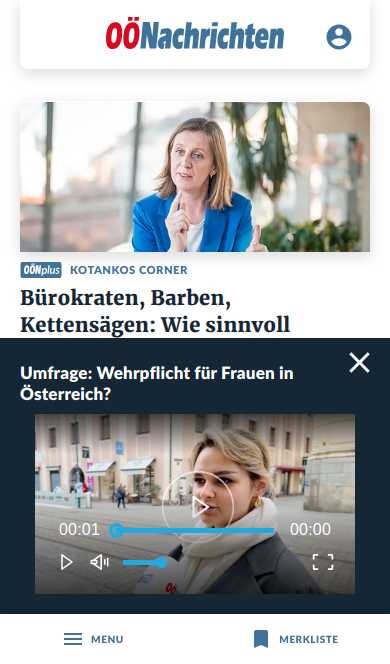 OÖNachrichten
OÖNplus KOTANKOS CORNER
Bürokraten, Barben,
Kettensägen: Wie sinnvoll
Umfrage: Wehrpflicht für Frauen in
Österreich?
00:01 00:00
MENU MERKLISTE